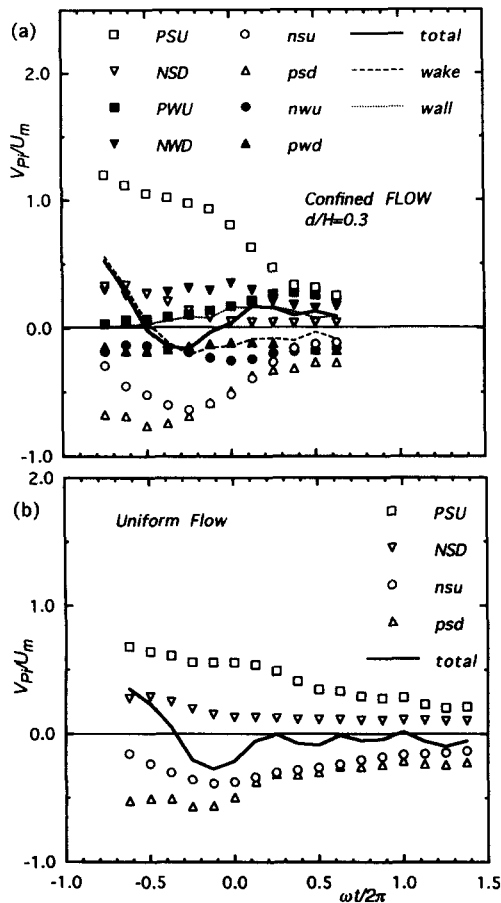 (a)
PSU
NSD
PWU
NWD
nsu
psd
nwu
pwd
total
wake
wall
Confined FLOW
d/H=0.3
V_Pi/U_m
2.0
1.0
0.0
-1.0
(b)
Uniform Flow
PSU
NSD
nsu
psd
total
V_Pi/U_m
2.0
1.0
0.0
-1.0
-1.0 -0.5 0.0 0.5 1.0 1.5
ωt/2π